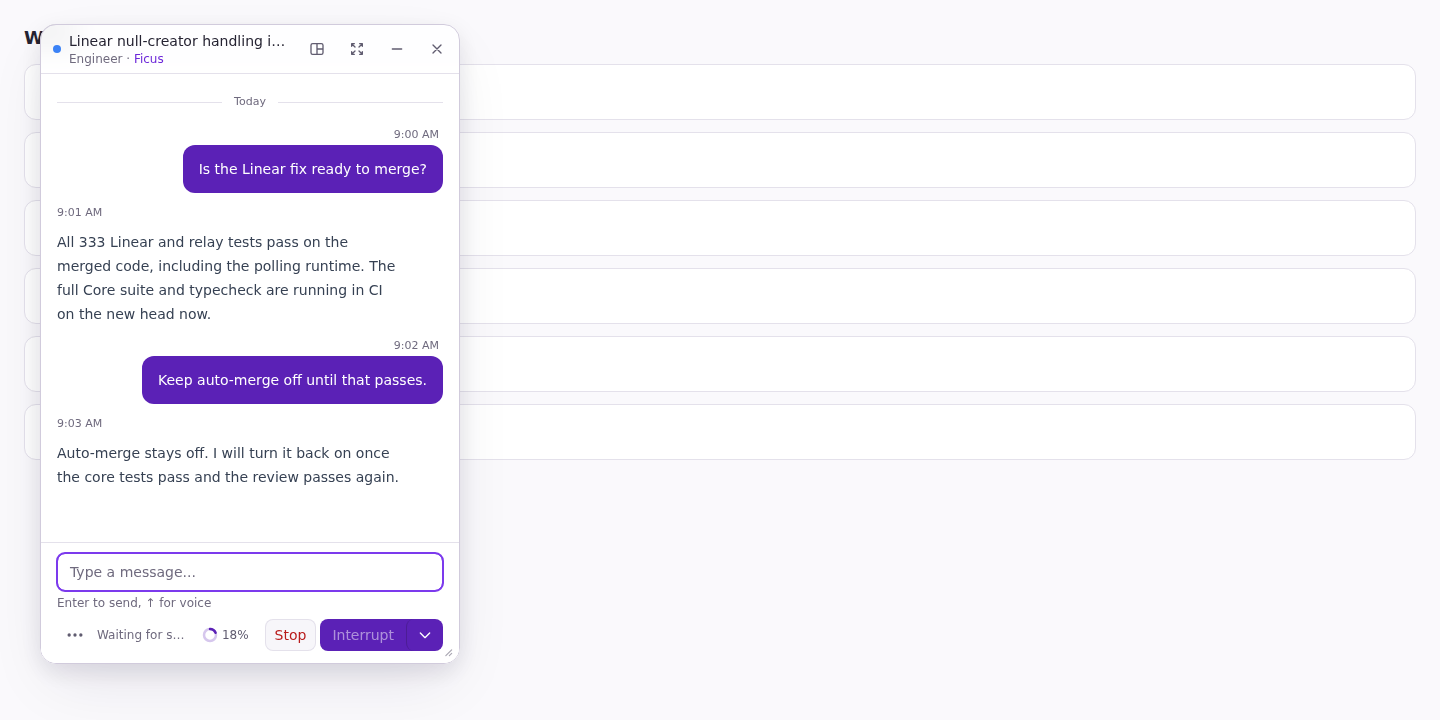 Linear null-creator handling i…
Engineer · Ficus
Today
9:00 AM
Is the Linear fix ready to merge?
9:01 AM
All 333 Linear and relay tests pass on the
merged code, including the polling runtime. The
full Core suite and typecheck are running in CI
on the new head now.
9:02 AM
Keep auto-merge off until that passes.
9:03 AM
Auto-merge stays off. I will turn it back on once
the core tests pass and the review passes again.
Type a message...
Enter to send, ↑ for voice
Waiting for s…
18%
Stop
Interrupt